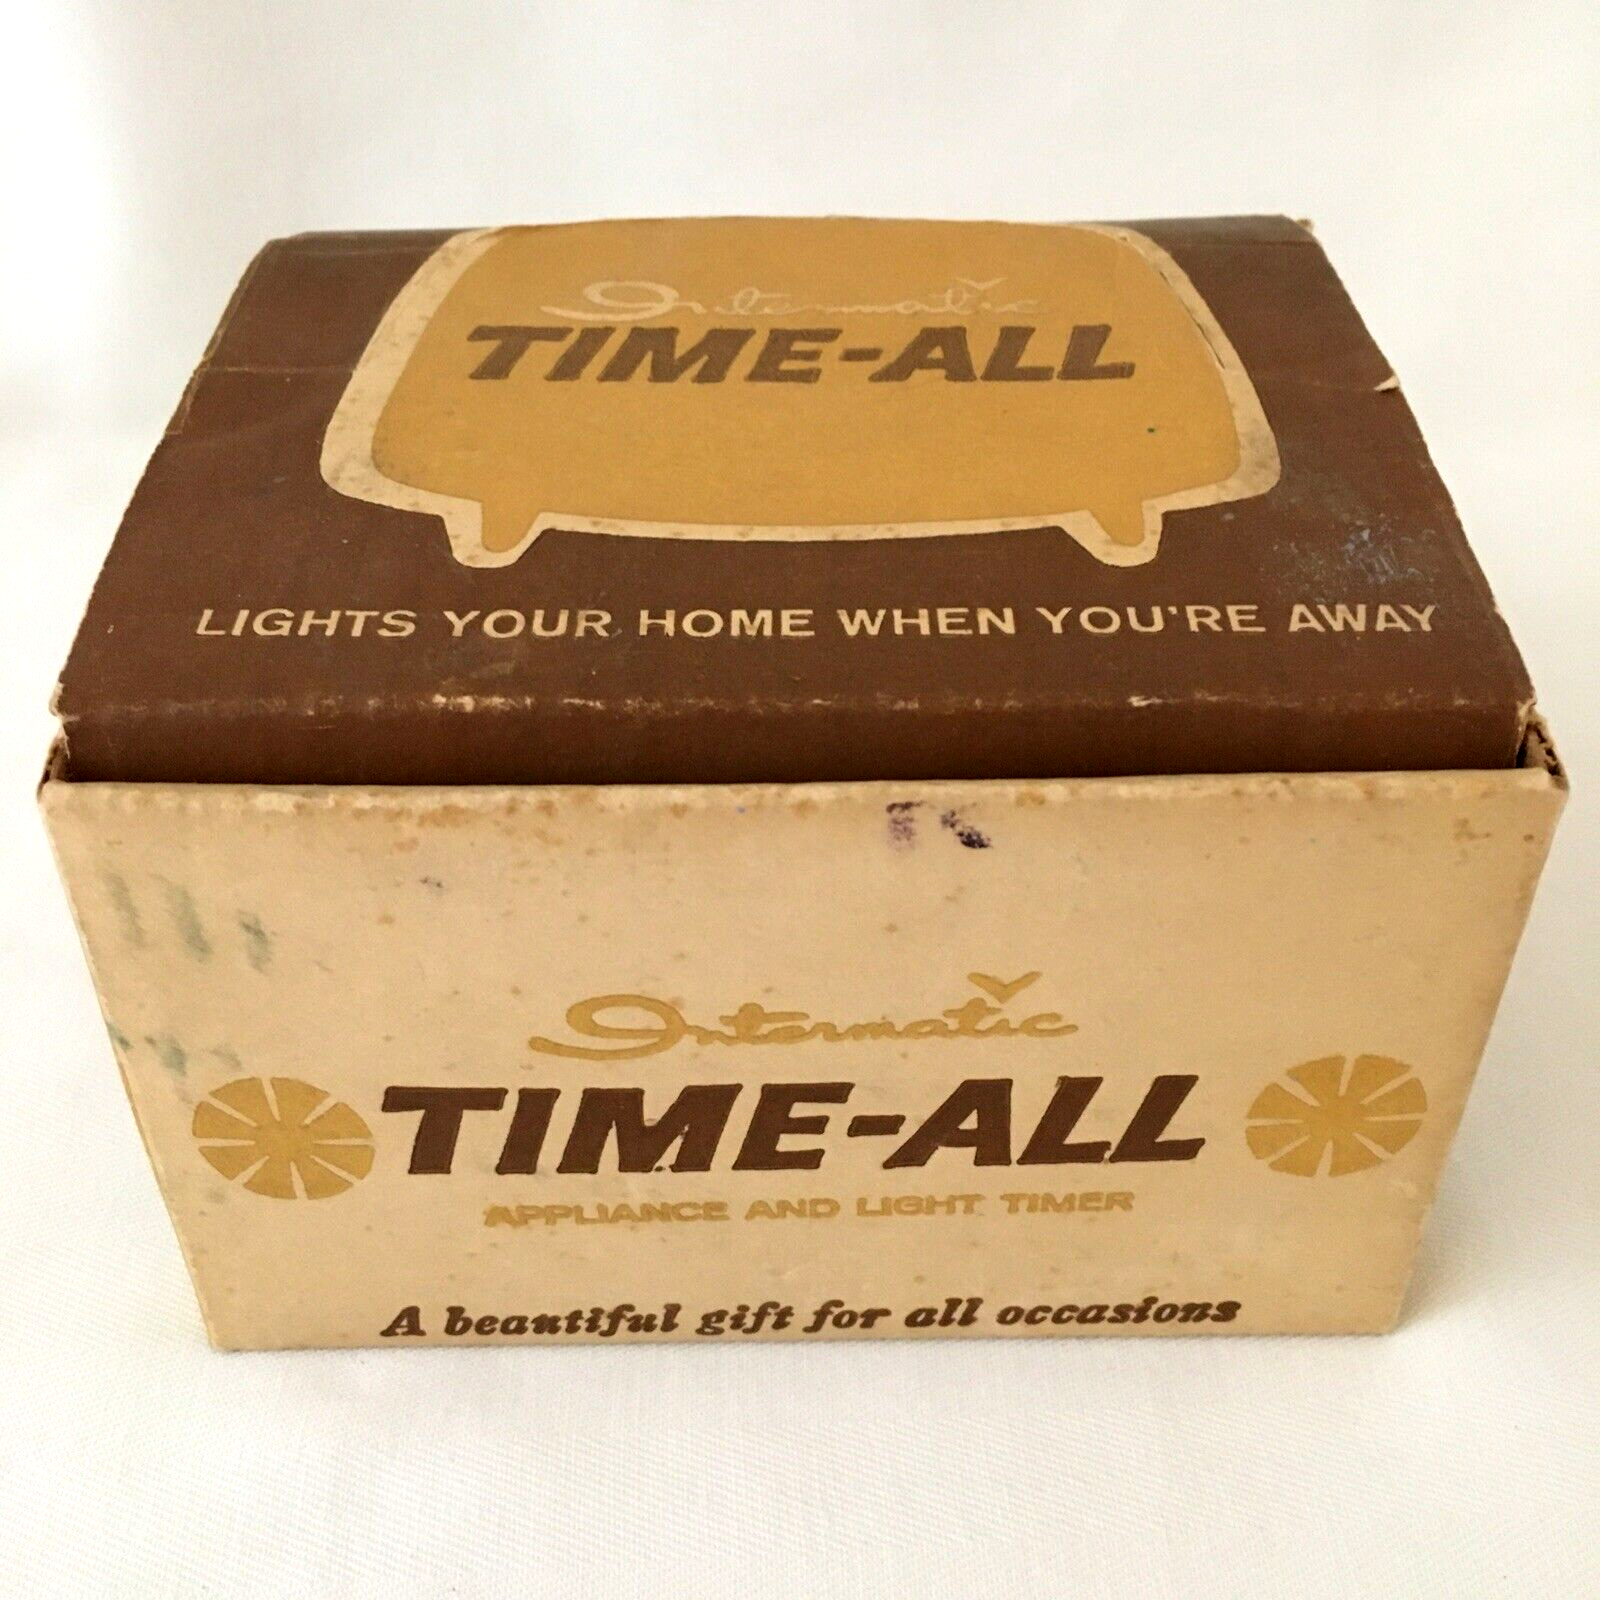 Intermatic
TIME-ALL
LIGHTS YOUR HOME WHEN YOU'RE AWAY
Intermatic
TIME-ALL
APPLIANCE AND LIGHT TIMER
A beautiful gift for all occasions